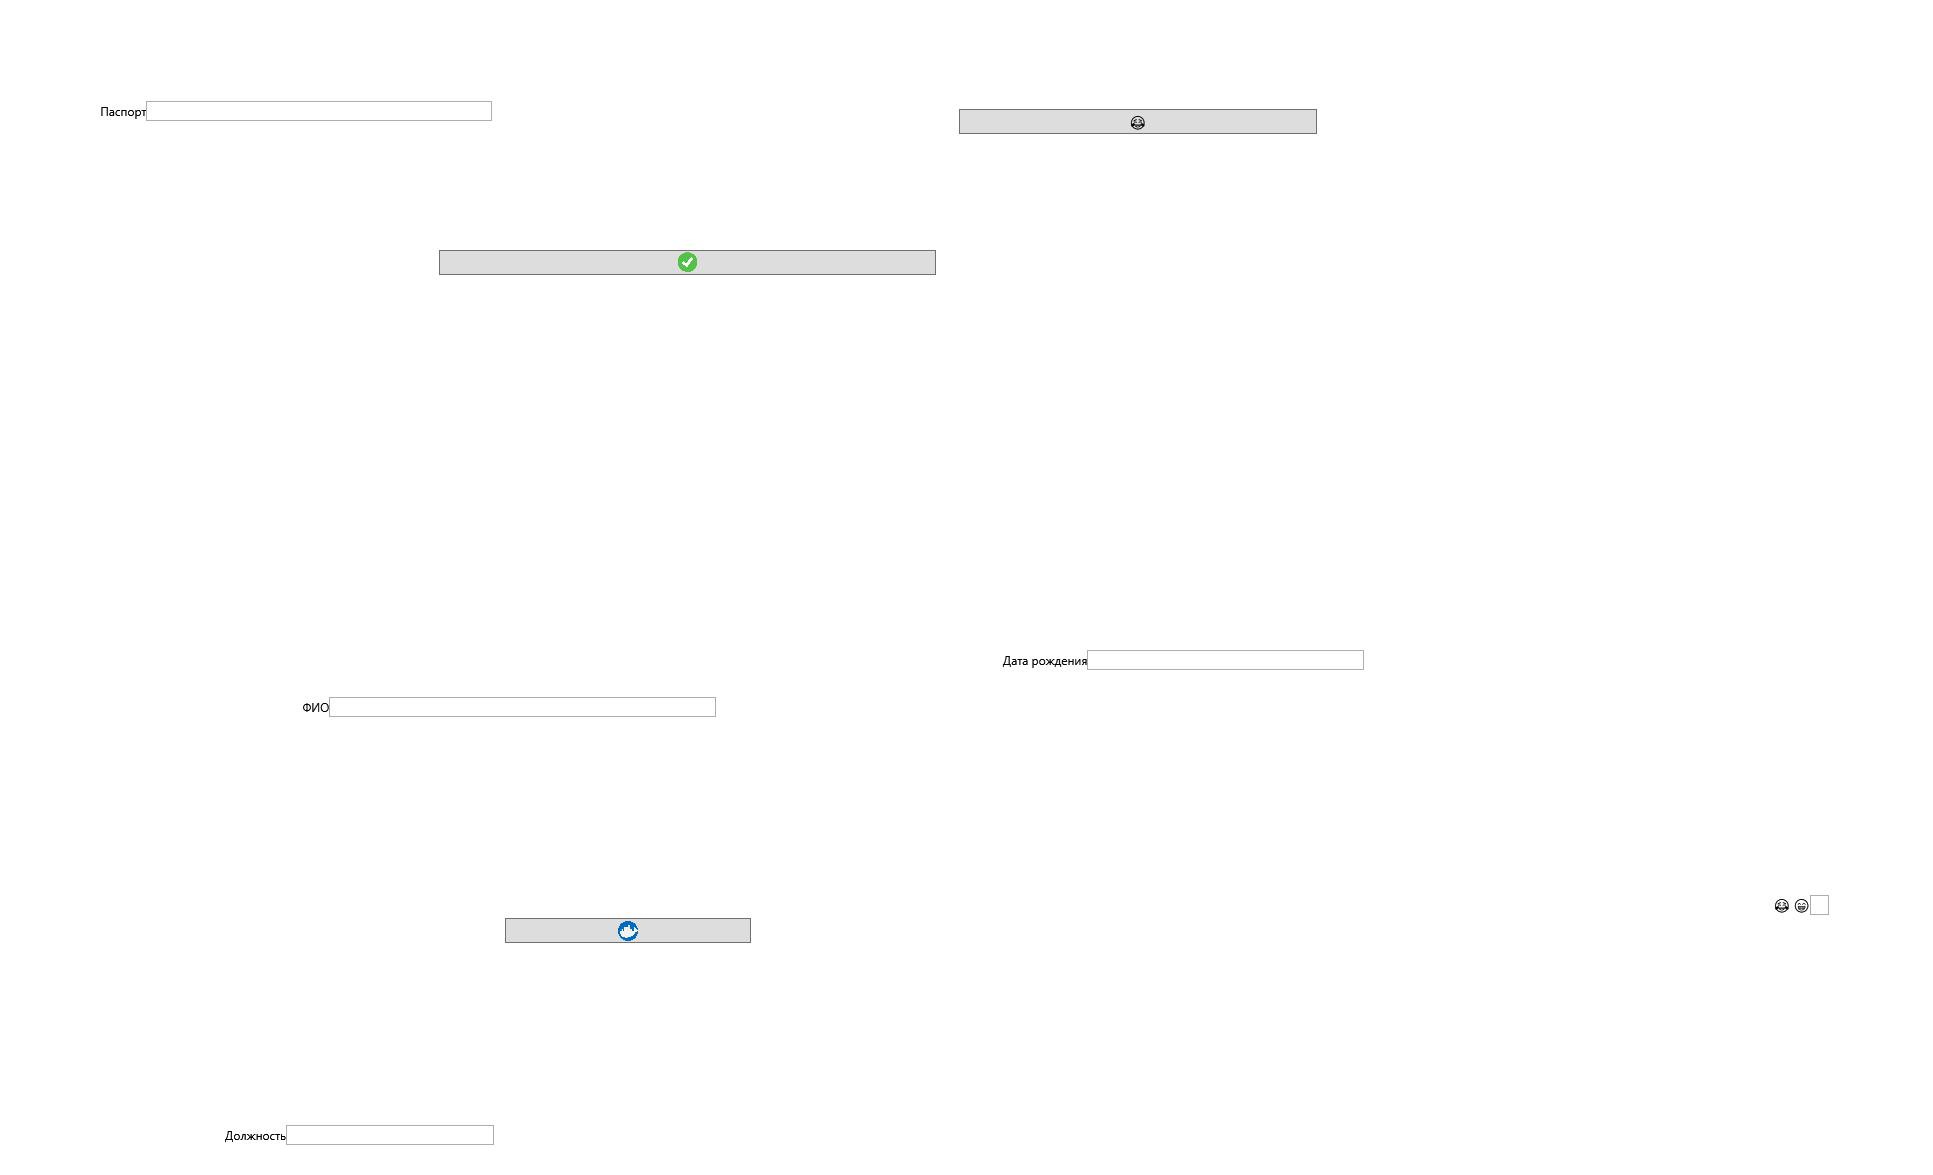 Паспорт
😂
Дата рождения
ФИО
😂😄
Должность